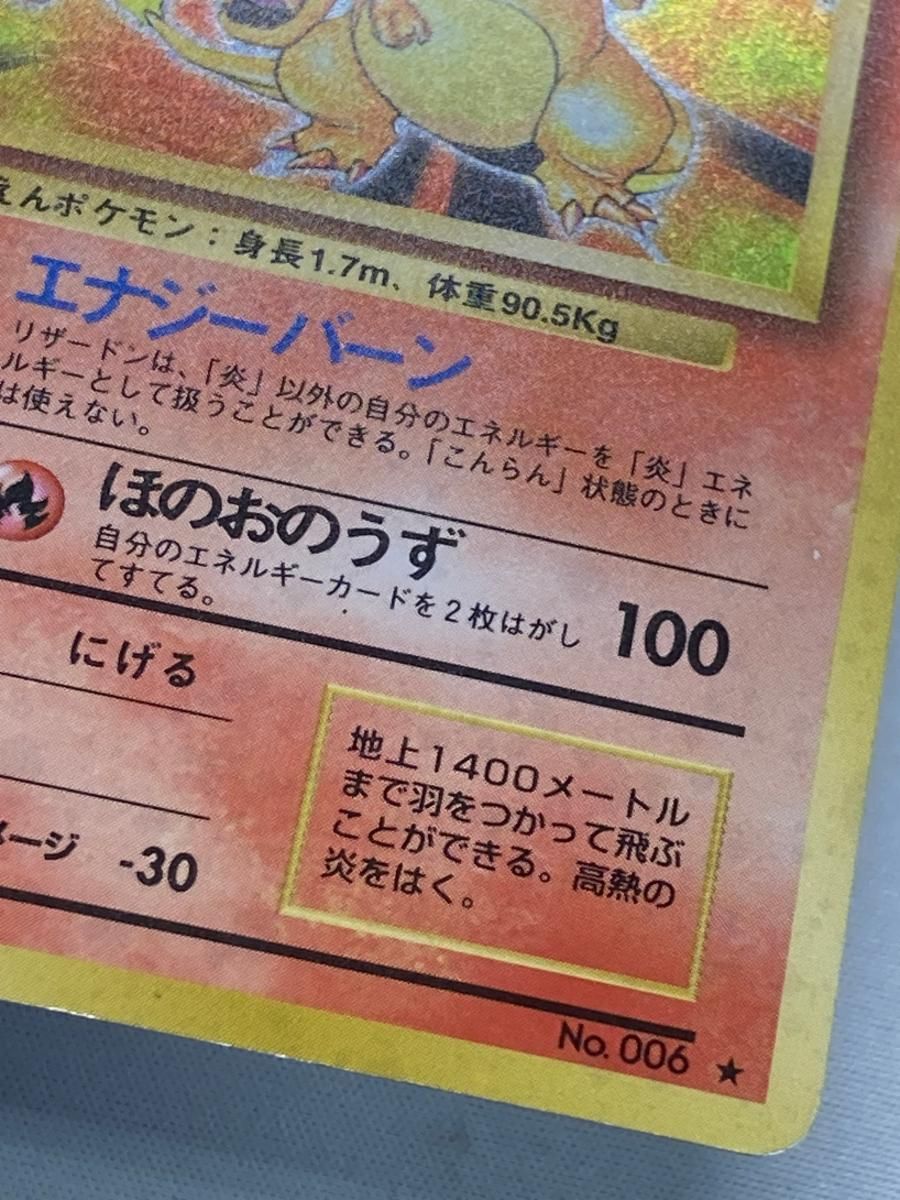 えんポケモン：身長1.7m、体重90.5Kg
エナジーバーン
リザードンは、「炎」以外の自分のエネルギーを「炎」エネ
ルギーとして扱うことができる。「こんらん」状態のときに
は使えない。
ほのおのうず
自分のエネルギーカードを2枚はがし
てすてる。
100
にげる
メージ -30
地上1400メートル
まで羽をつかって飛ぶ
ことができる。高熱の
炎をはく。
No. 006 ★